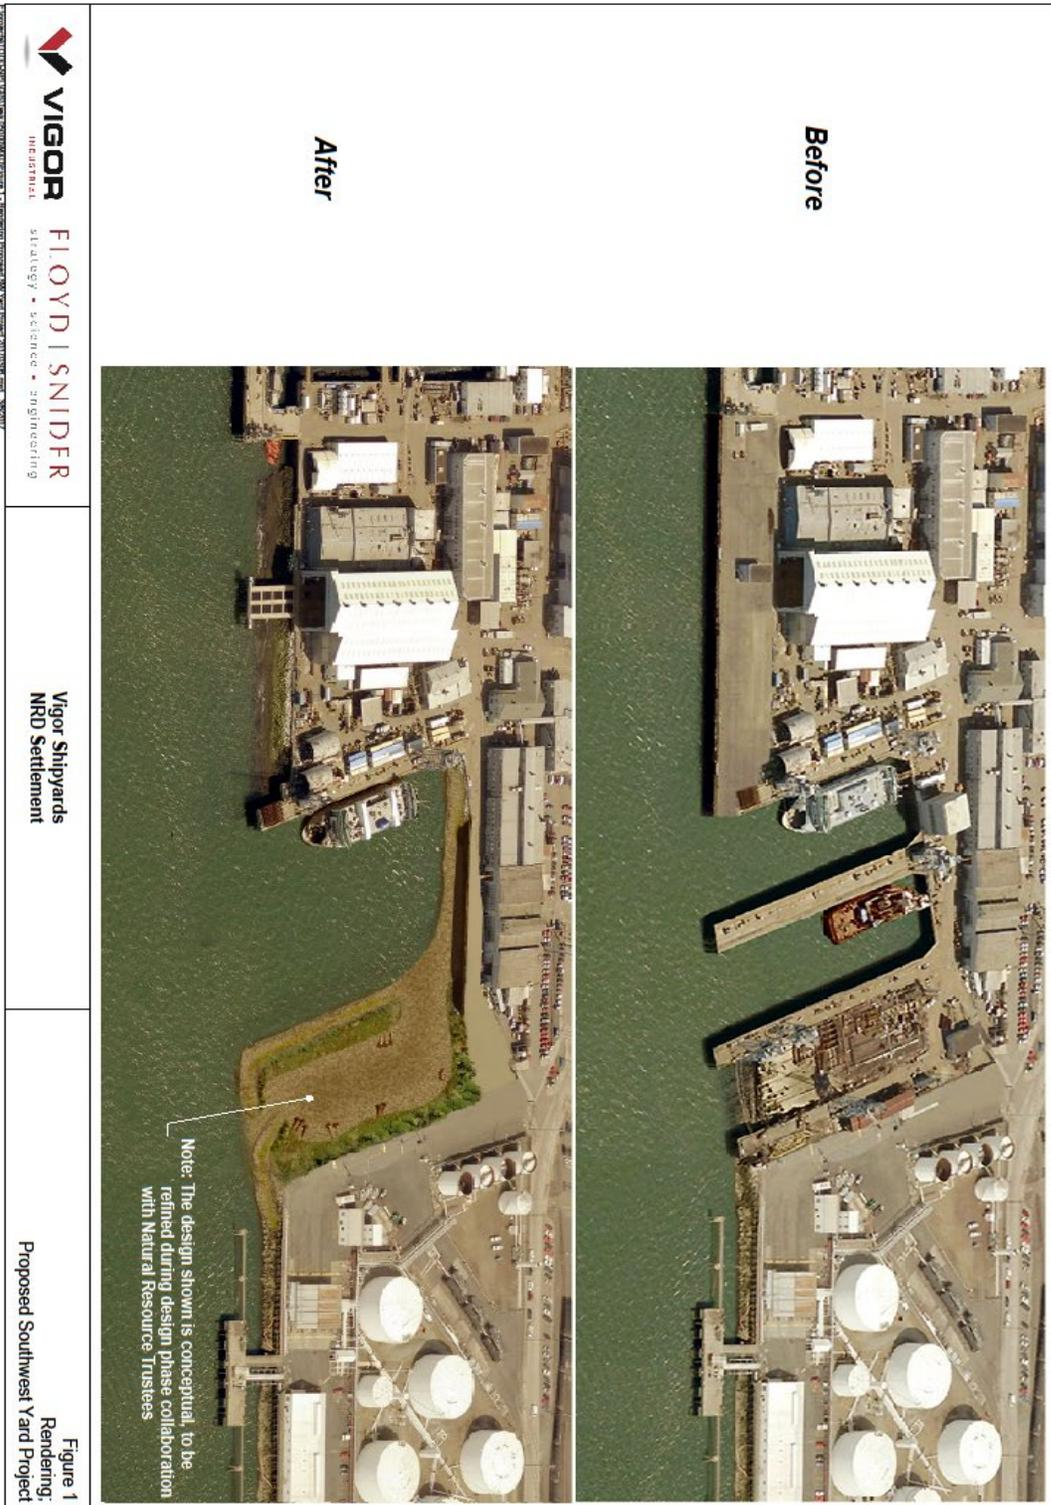 Before
After
Note: The design shown is conceptual, to be
refined during design phase collaboration
with Natural Resource Trustees
VIGOR
INDUSTRIAL
FLOYD | SNIDER
strategy • science • engineering
Vigor Shipyards
NRD Settlement
Figure 1
Rendering;
Proposed Southwest Yard Project